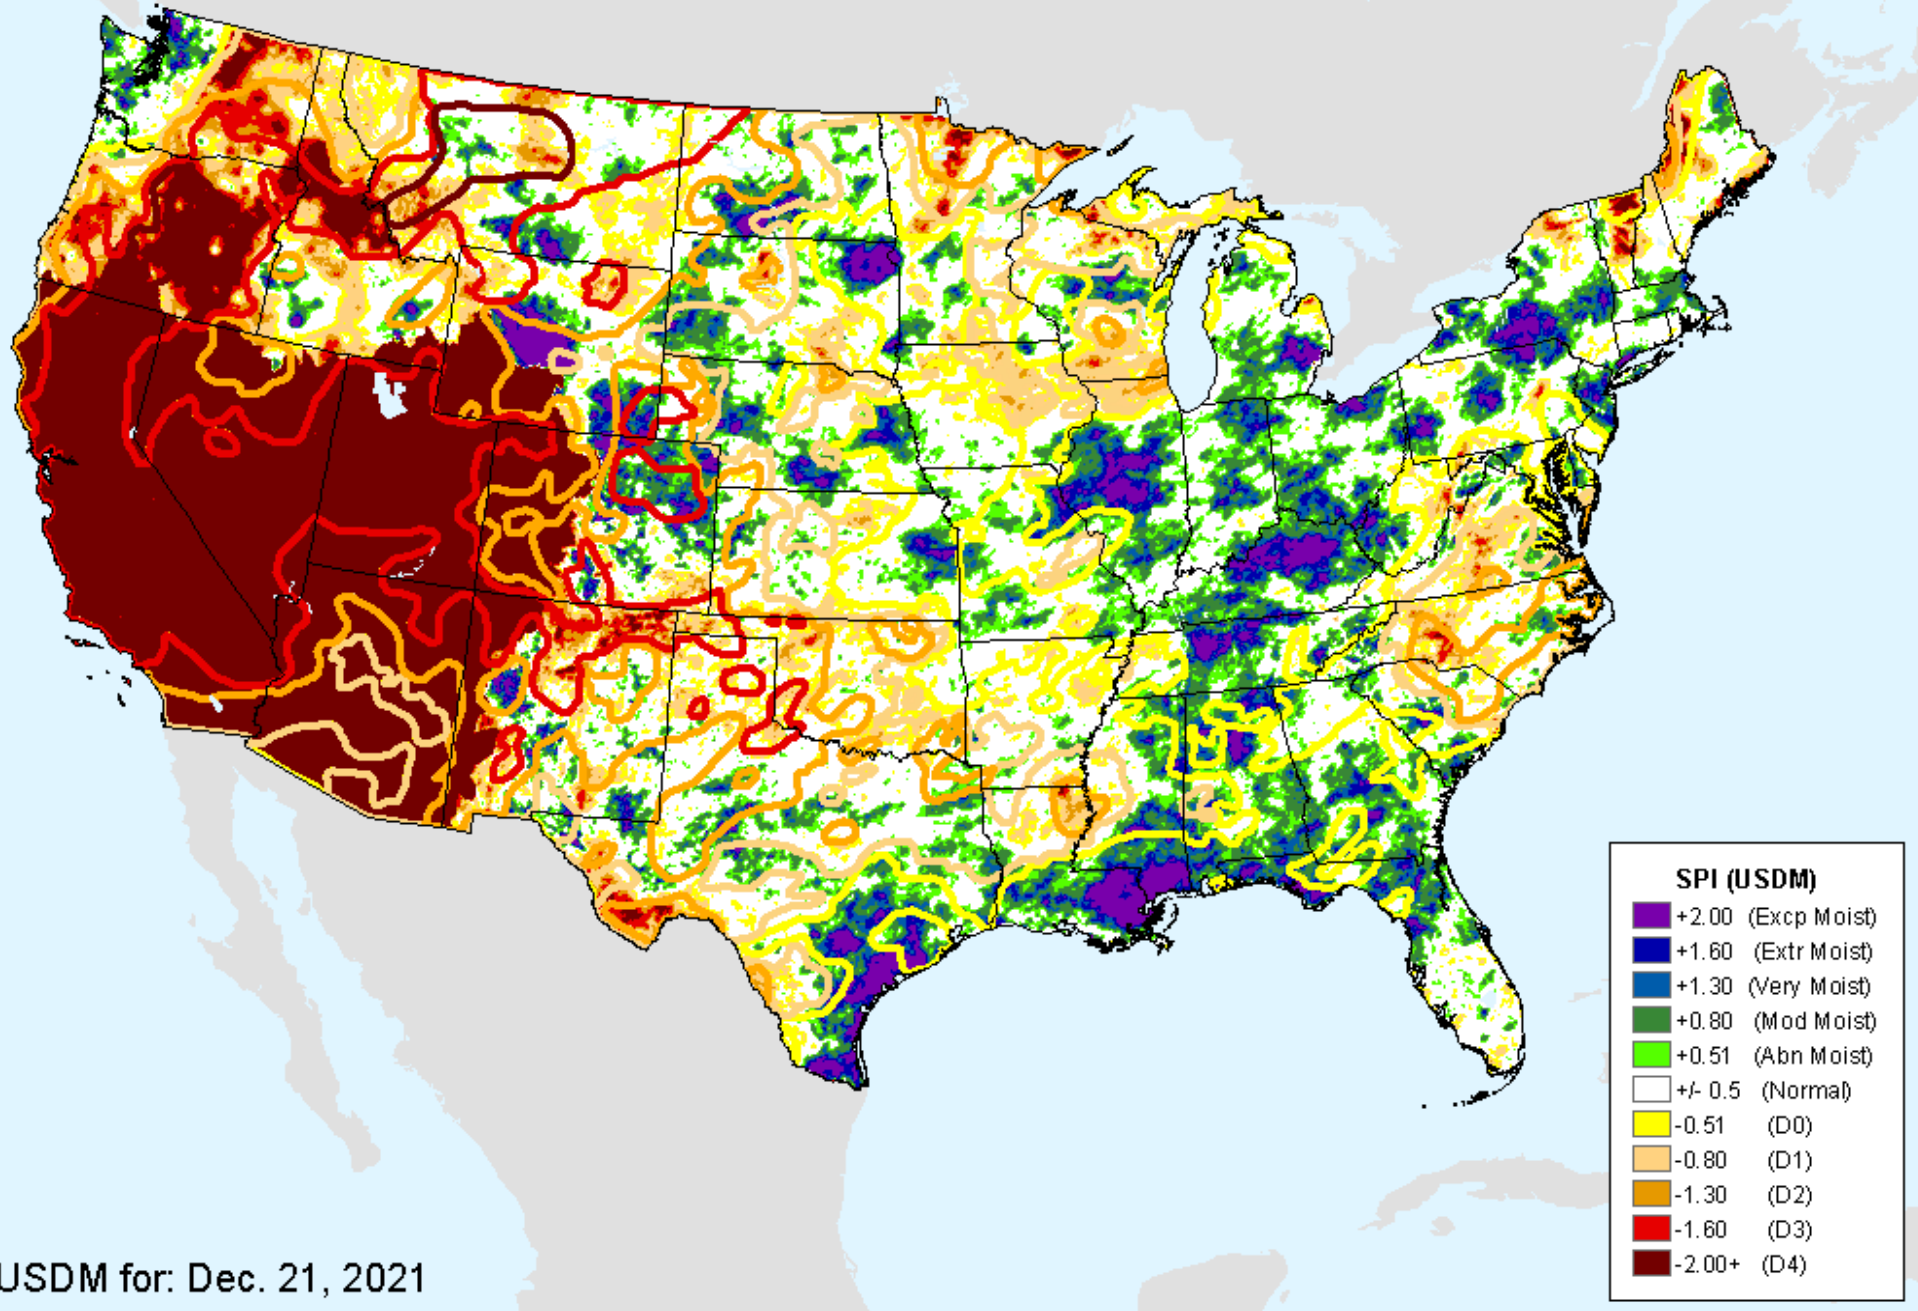 SPI (USDM)
+2.00 (Excp Moist)
+1.60 (Extr Moist)
+1.30 (Very Moist)
+0.80 (Mod Moist)
+0.51 (Abn Moist)
+/- 0.5 (Normal)
-0.51 (D0)
-0.80 (D1)
-1.30 (D2)
-1.60 (D3)
-2.00+ (D4)
USDM for: Dec. 21, 2021